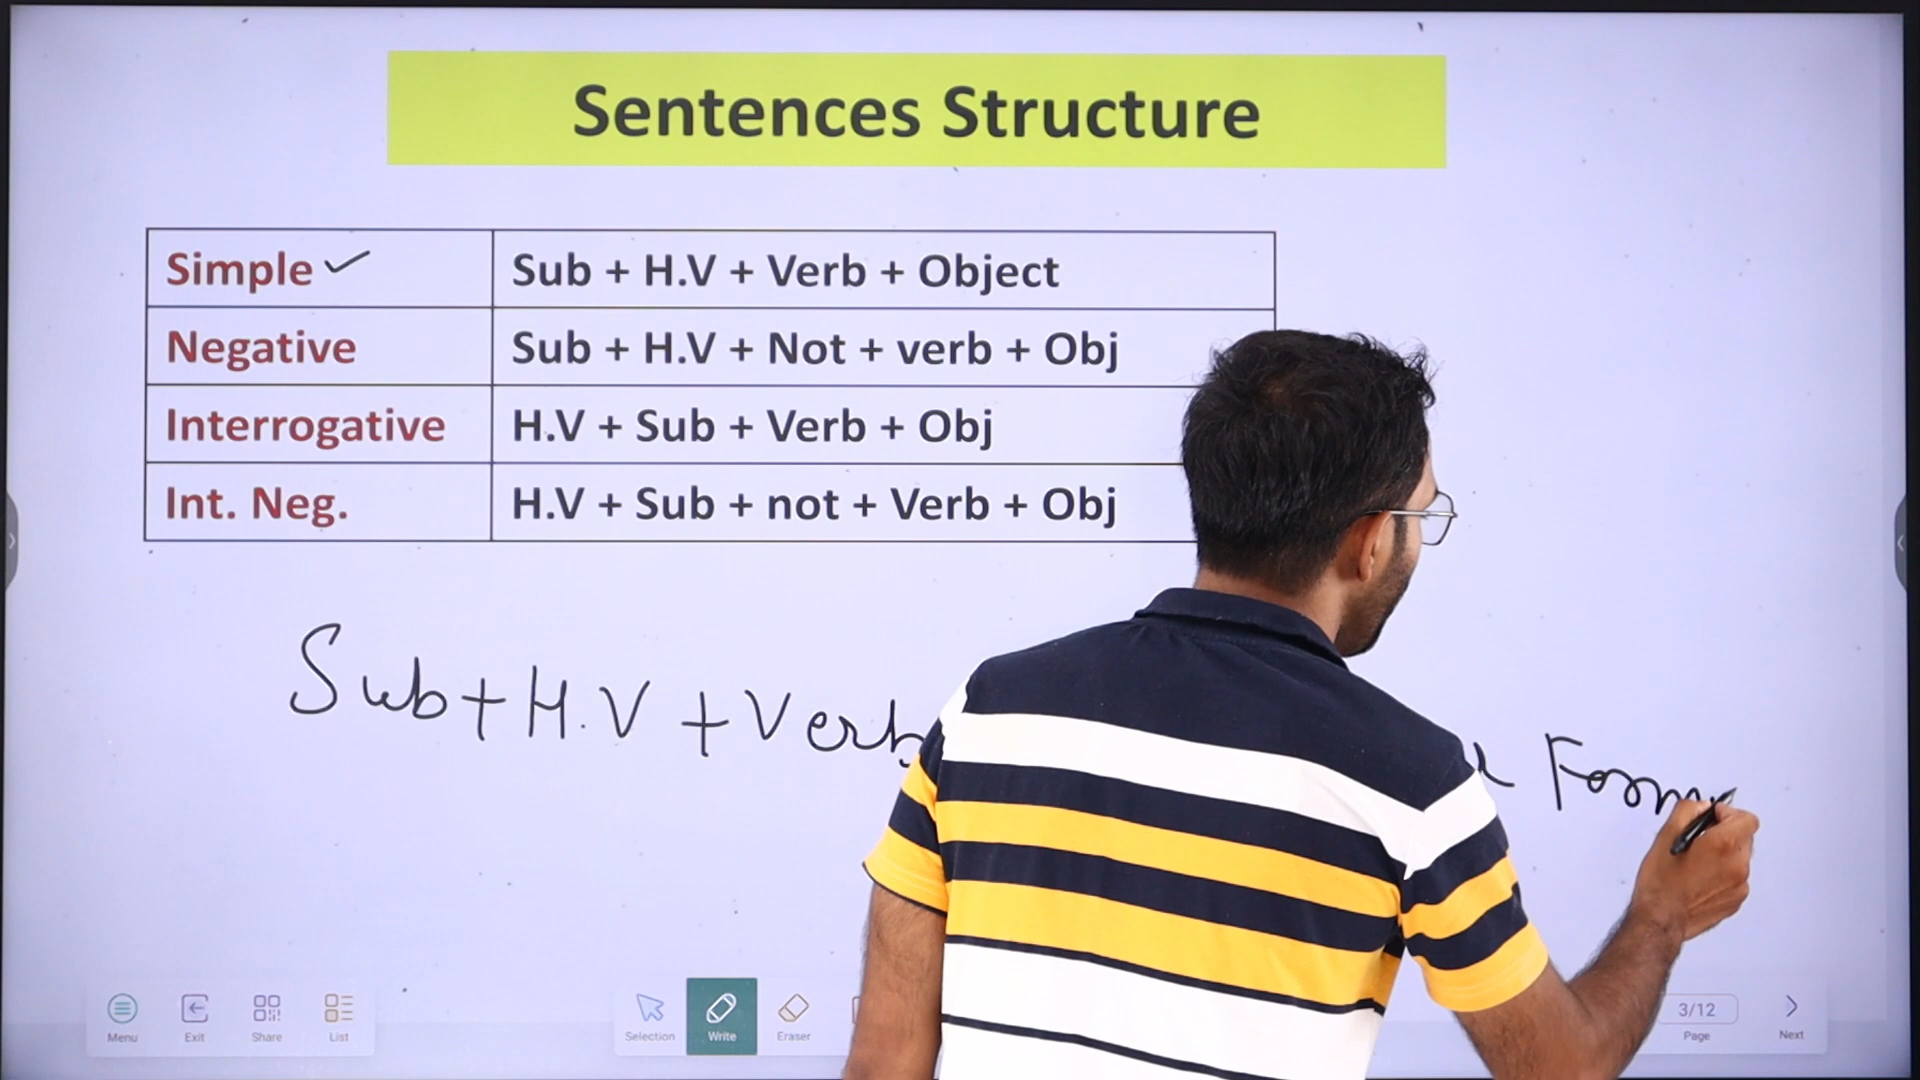 Sentences Structure
Simple ✓ Sub + H.V + Verb + Object
Negative Sub + H.V + Not + verb + Obj
Interrogative H.V + Sub + Verb + Obj
Int. Neg. H.V + Sub + not + Verb + Obj
Sub + H.V + Verb Form
Menu Exit Share List Selection Write Eraser 3/12 Page Next